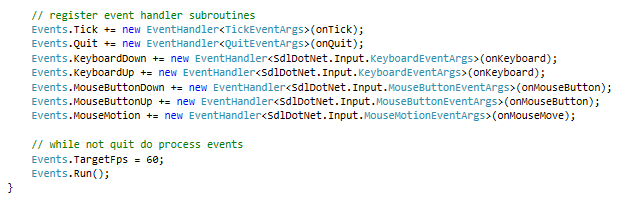 // register event handler subroutines
Events.Tick += new EventHandler<TickEventArgs>(onTick);
Events.Quit += new EventHandler<QuitEventArgs>(onQuit);
Events.KeyboardDown += new EventHandler<SdlDotNet.Input.KeyboardEventArgs>(onKeyboard);
Events.KeyboardUp += new EventHandler<SdlDotNet.Input.KeyboardEventArgs>(onKeyboard);
Events.MouseButtonDown += new EventHandler<SdlDotNet.Input.MouseButtonEventArgs>(onMouseButton);
Events.MouseButtonUp += new EventHandler<SdlDotNet.Input.MouseButtonEventArgs>(onMouseButton);
Events.MouseMotion += new EventHandler<SdlDotNet.Input.MouseMotionEventArgs>(onMouseMove);
// while not quit do process events
Events.TargetFps = 60;
Events.Run();
}